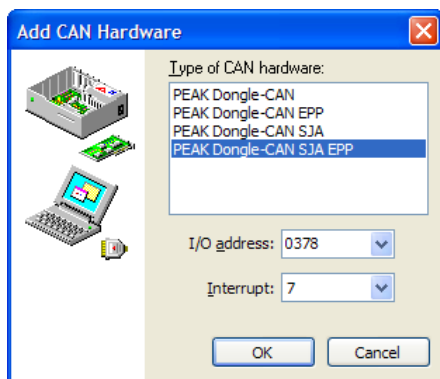 Add CAN Hardware
Type of CAN hardware:
PEAK Dongle-CAN
PEAK Dongle-CAN EPP
PEAK Dongle-CAN SJA
PEAK Dongle-CAN SJA EPP
I/O address: 0378
Interrupt: 7
OK Cancel